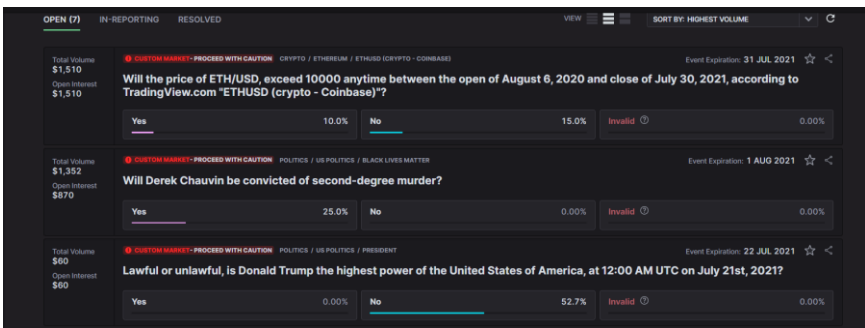 OPEN (7) IN-REPORTING RESOLVED VIEW SORT BY: HIGHEST VOLUME
Total Volume
$1,510
Open Interest
$1,510
CUSTOM MARKET - PROCEED WITH CAUTION CRYPTO / ETHEREUM / ETHUSD (CRYPTO - COINBASE)
Event Expiration: 31 JUL 2021
Will the price of ETH/USD, exceed 10000 anytime between the open of August 6, 2020 and close of July 30, 2021, according to
TradingView.com "ETHUSD (crypto - Coinbase)"?
Yes 10.0% No 15.0% Invalid ? 0.00%
Total Volume
$1,352
Open Interest
$870
CUSTOM MARKET - PROCEED WITH CAUTION POLITICS / US POLITICS / BLACK LIVES MATTER
Event Expiration: 1 AUG 2021
Will Derek Chauvin be convicted of second-degree murder?
Yes 25.0% No 0.00% Invalid ? 0.00%
Total Volume
$60
Open Interest
$60
CUSTOM MARKET - PROCEED WITH CAUTION POLITICS / US POLITICS / PRESIDENT
Event Expiration: 22 JUL 2021
Lawful or unlawful, is Donald Trump the highest power of the United States of America, at 12:00 AM UTC on July 21st, 2021?
Yes 0.00% No 52.7% Invalid ? 0.00%